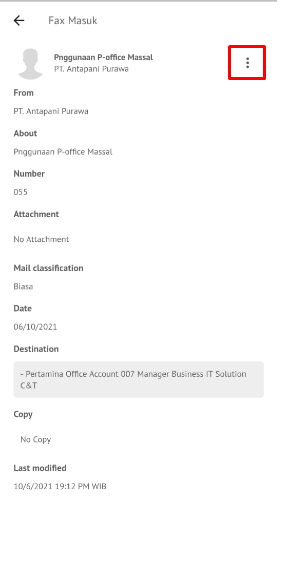 Fax Masuk
Pnggunaan P-office Massal
PT. Antapani Purawa
From
PT. Antapani Purawa
About
Pnggunaan P-office Massal
Number
055
Attachment
No Attachment
Mail classification
Biasa
Date
06/10/2021
Destination
- Pertamina Office Account 007 Manager Business IT Solution
C&T
Copy
No Copy
Last modified
10/6/2021 19:12 PM WIB